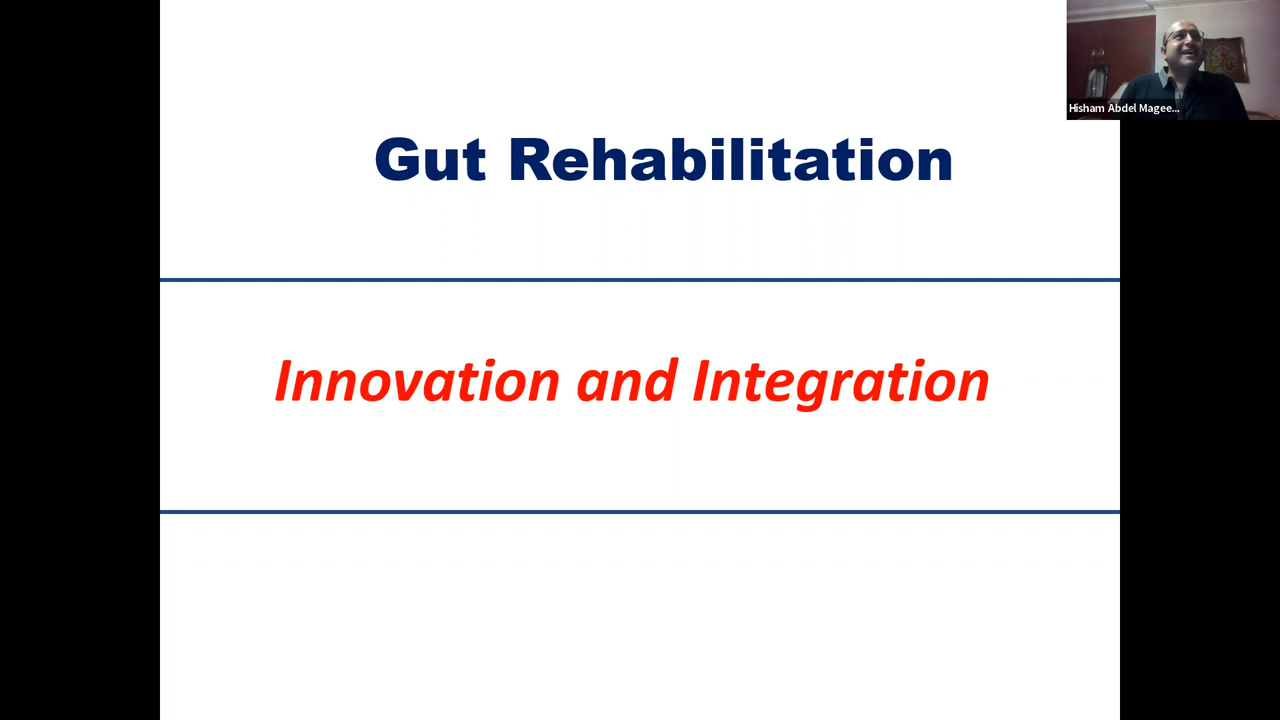 Gut Rehabilitation
Innovation and Integration
Hisham Abdel Magee...